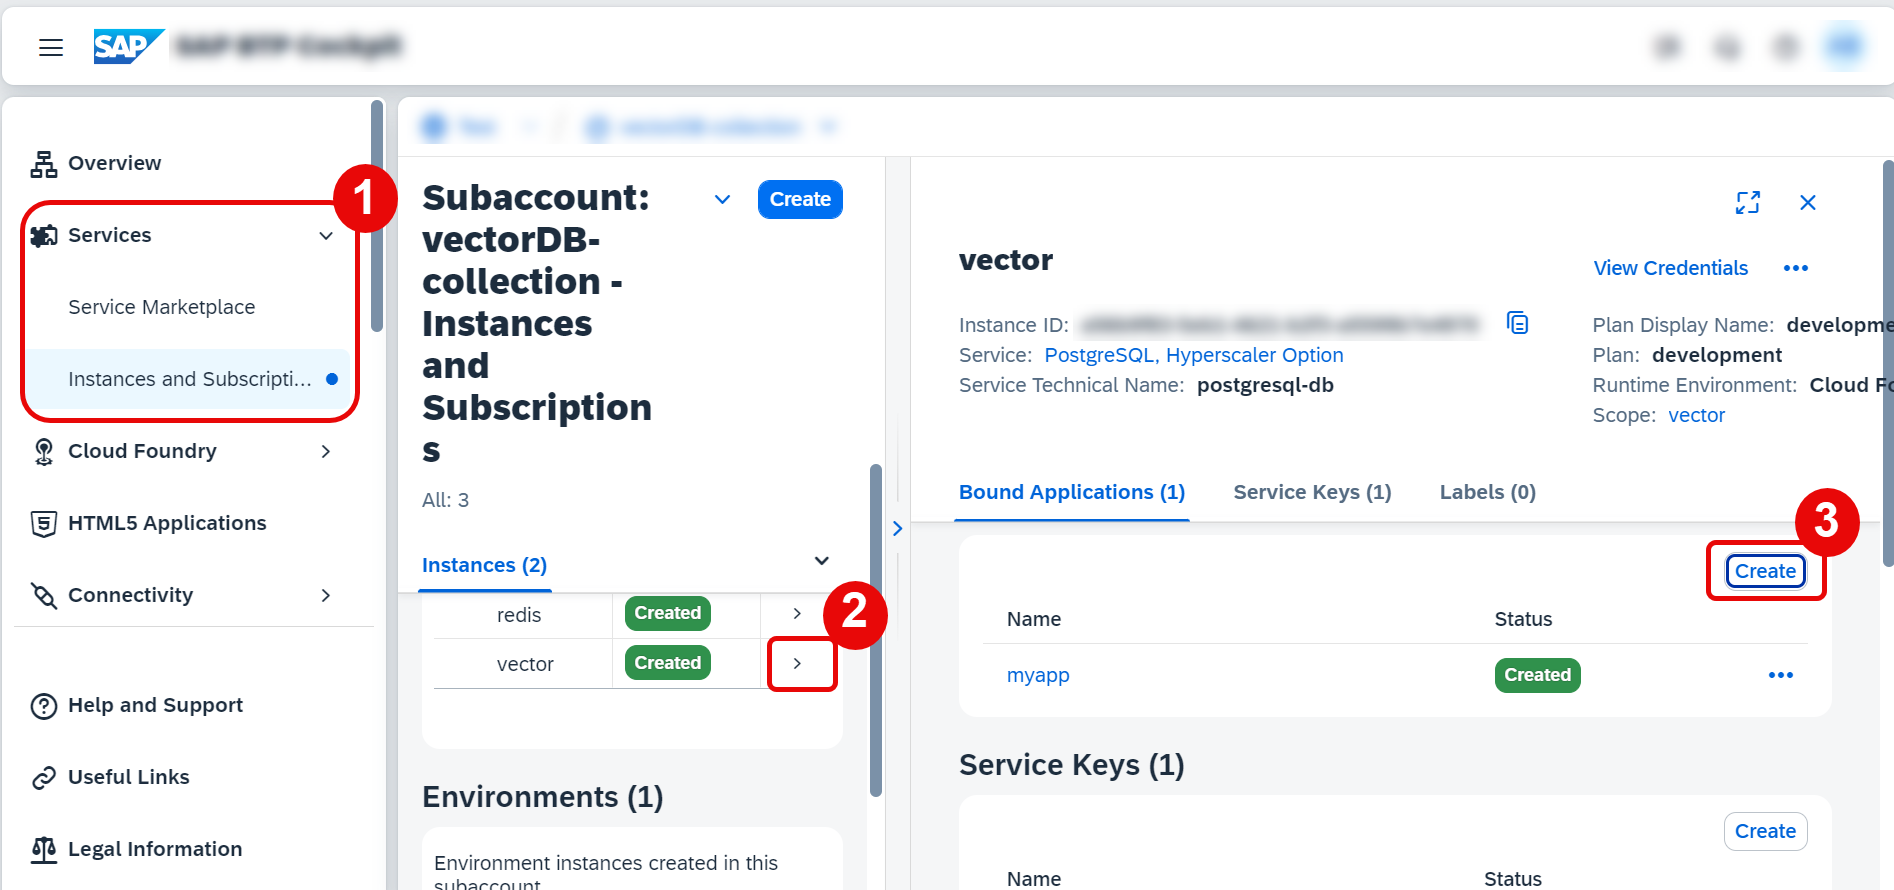 SAP
Overview
1
Services
Service Marketplace
Instances and Subscripti...
Cloud Foundry
HTML5 Applications
Connectivity
Help and Support
Useful Links
Legal Information
Subaccount:
vectorDB-
collection -
Instances
and
Subscription
s
Create
All: 3
Instances (2)
redis
Created
2
vector
Created
Environments (1)
Environment instances created in this
subaccount
vector
View Credentials
Instance ID:
Service: PostgreSQL, Hyperscaler Option
Service Technical Name: postgresql-db
Plan Display Name: developme
Plan: development
Runtime Environment: Cloud Fo
Scope: vector
Bound Applications (1)
Service Keys (1)
Labels (0)
3
Create
Name
Status
myapp
Created
Service Keys (1)
Create
Name
Status